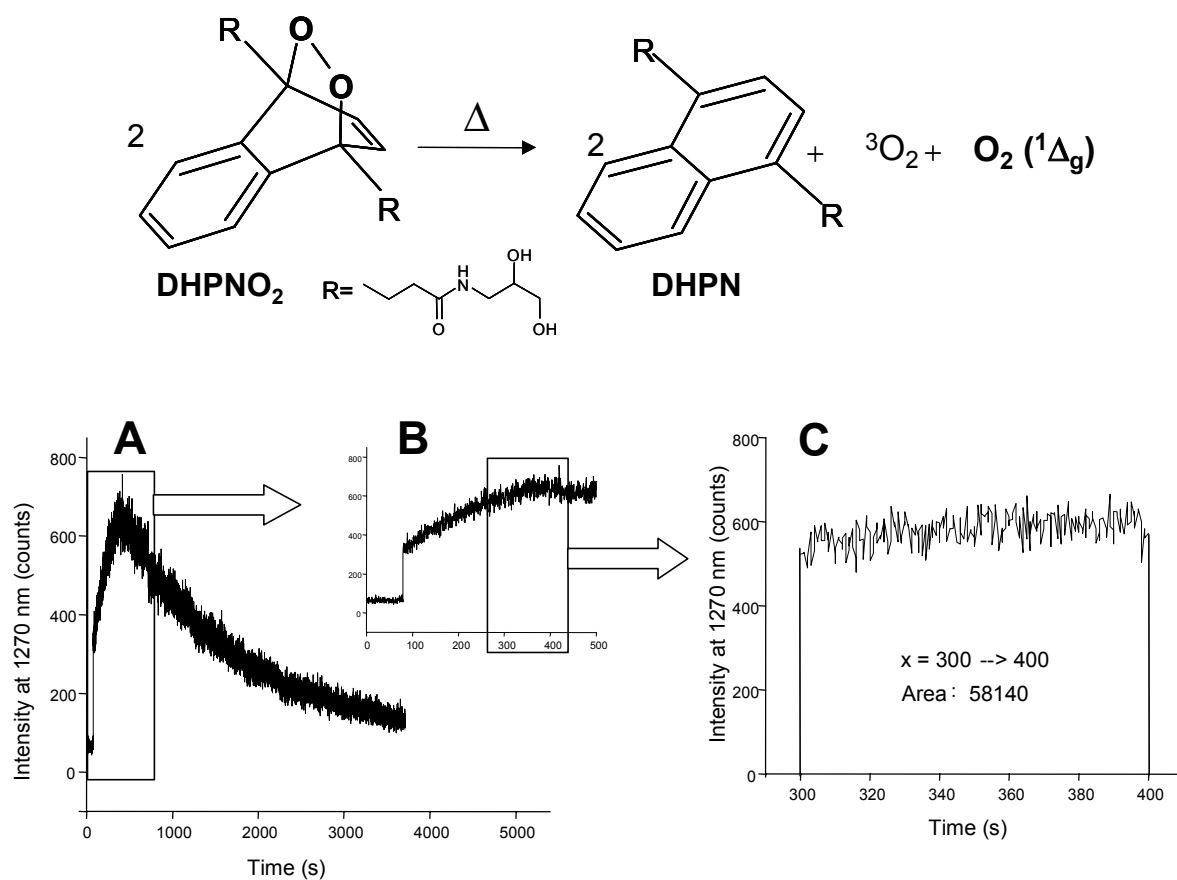 R
O
O
2
R
Δ
2
R
R
+
³O₂ +
O₂ (¹Δg)
DHPNO₂
R=
H
N
O
OH
OH
DHPN
A
Intensity at 1270 nm (counts)
800
600
400
200
0
0 1000 2000 3000 4000 5000
Time (s)
B
800
600
400
200
0
0 100 200 300 400 500
C
Intensity at 1270 nm (counts)
800
600
400
200
0
x = 300 --> 400
Area: 58140
300 320 340 360 380 400
Time (s)